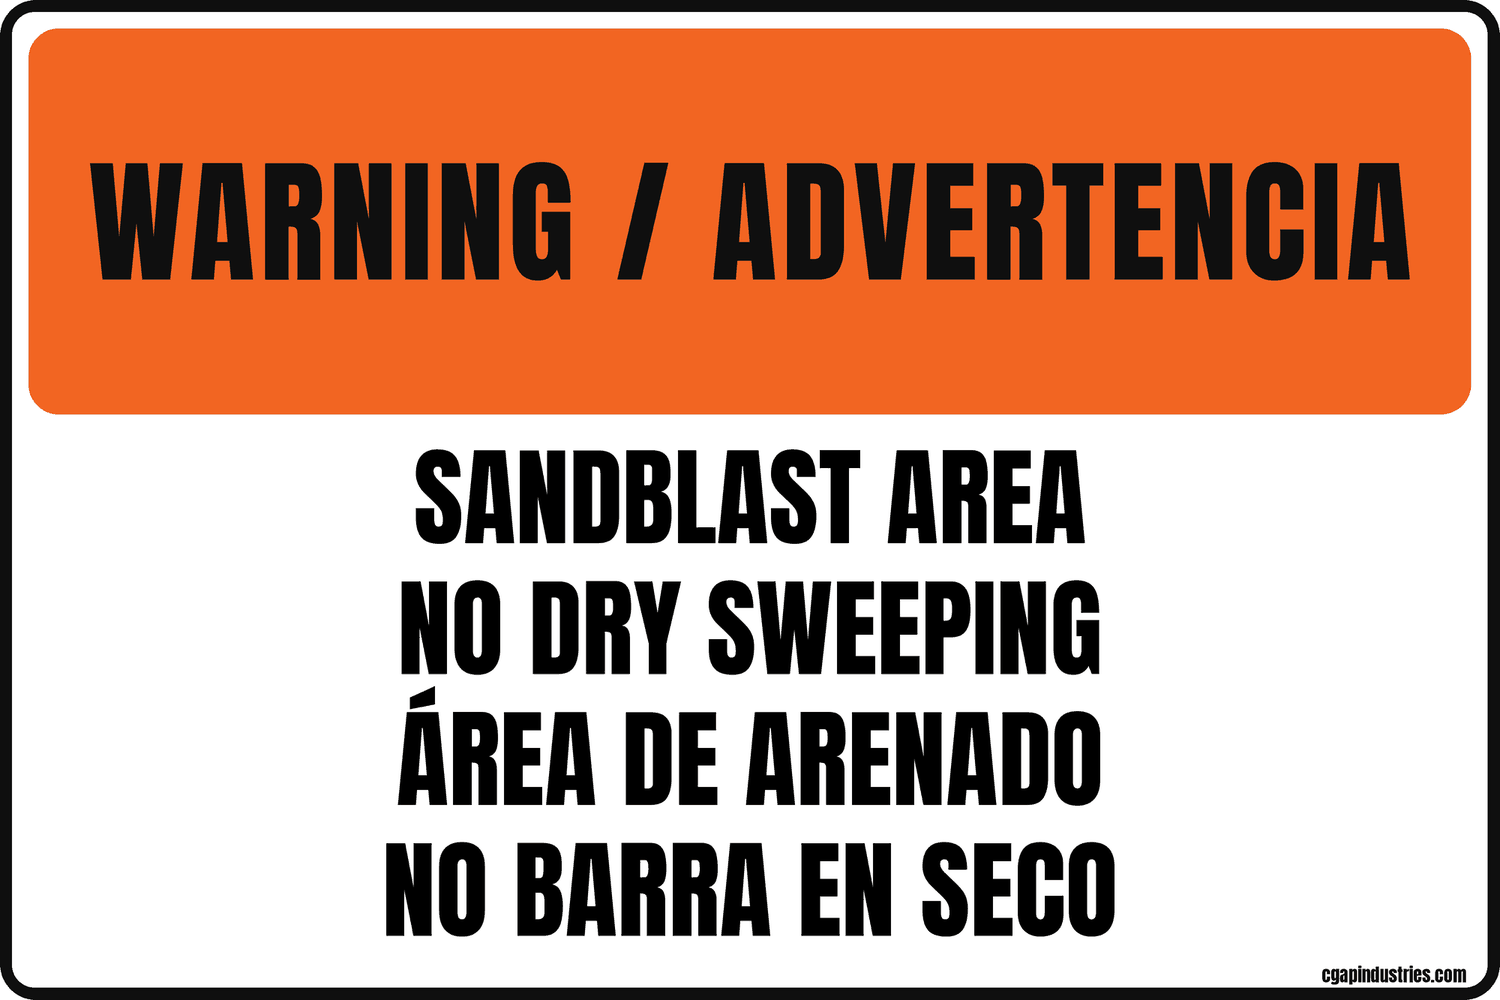 WARNING / ADVERTENCIA
SANDBLAST AREA
NO DRY SWEEPING
ÁREA DE ARENADO
NO BARRA EN SECO
cgapindustries.com